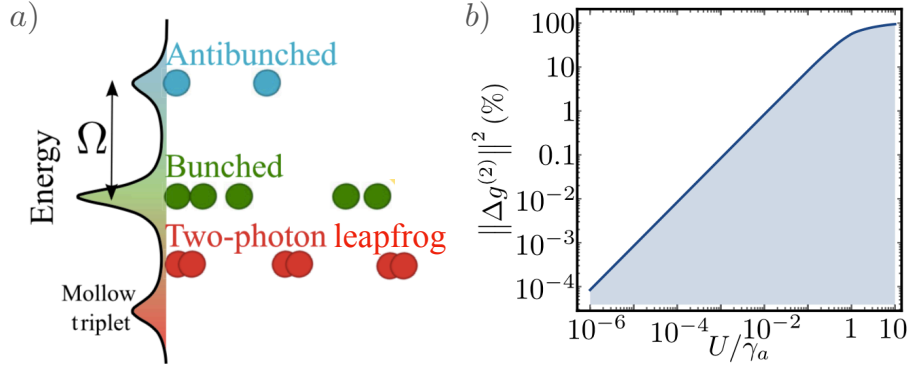 a)
Antibunched
Ω
Energy
Bunched
Two-photon leapfrog
Mollow
triplet
b)
‖Δg^(2)‖² (%)
100
10
1
0.1
10^-2
10^-3
10^-4
10^-6 10^-4 10^-2 1 10
U/γ_a